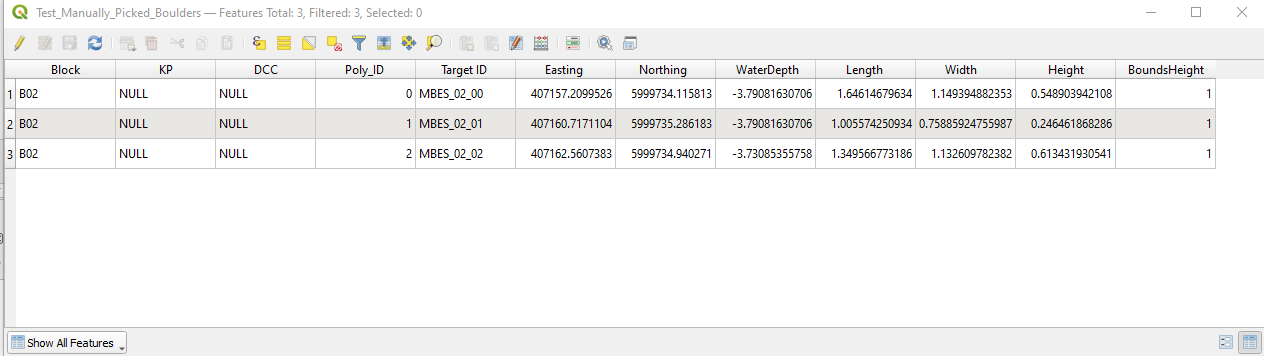 Test_Manually_Picked_Boulders — Features Total: 3, Filtered: 3, Selected: 0
Block KP DCC Poly_ID Target ID Easting Northing WaterDepth Length Width Height BoundsHeight
1 B02 NULL NULL 0 MBES_02_00 407157.2099526 5999734.115813 -3.79081630706 1.64614679634 1.149394882353 0.548903942108 1
2 B02 NULL NULL 1 MBES_02_01 407160.7171104 5999735.286183 -3.79081630706 1.005574250934 0.75885924755987 0.246461868286 1
3 B02 NULL NULL 2 MBES_02_02 407162.5607383 5999734.940271 -3.73085355758 1.349566773186 1.132609782382 0.613431930541 1
Show All Features